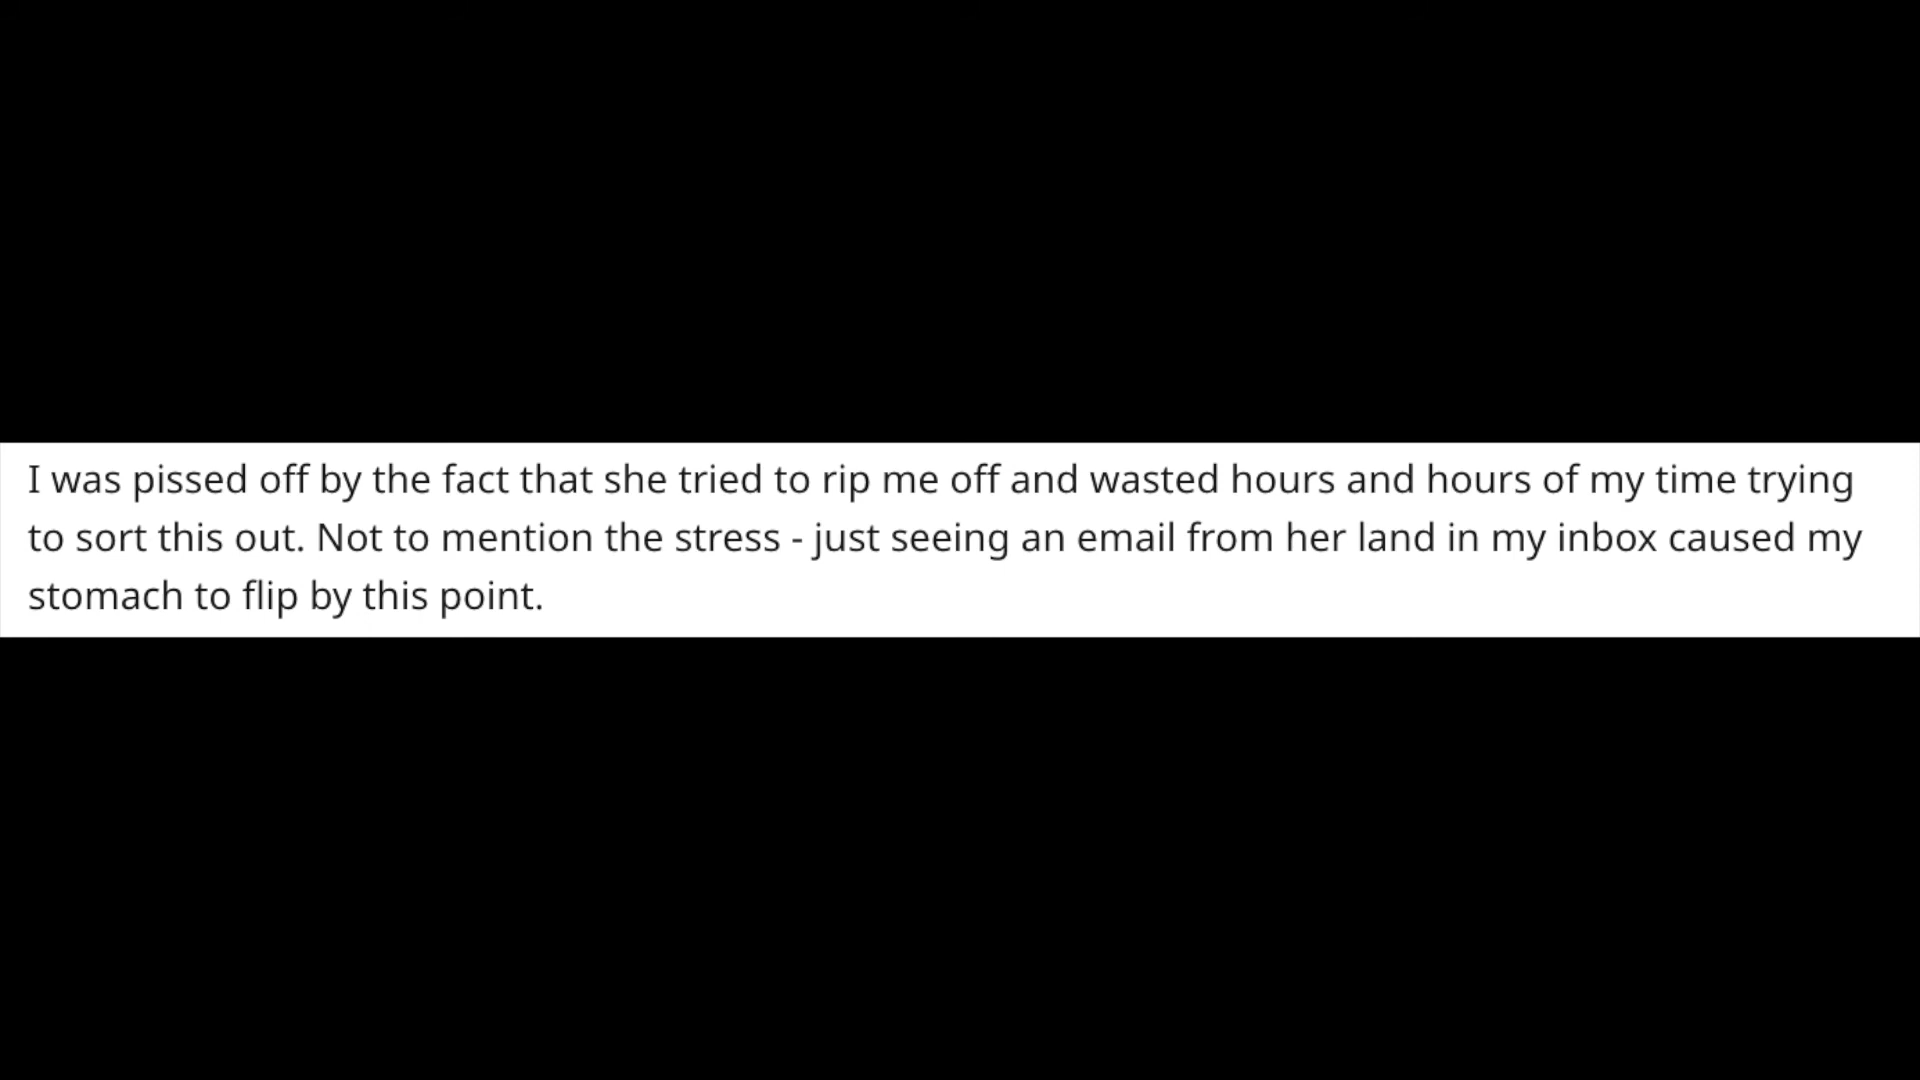 I was pissed off by the fact that she tried to rip me off and wasted hours and hours of my time trying
to sort this out. Not to mention the stress - just seeing an email from her land in my inbox caused my
stomach to flip by this point.